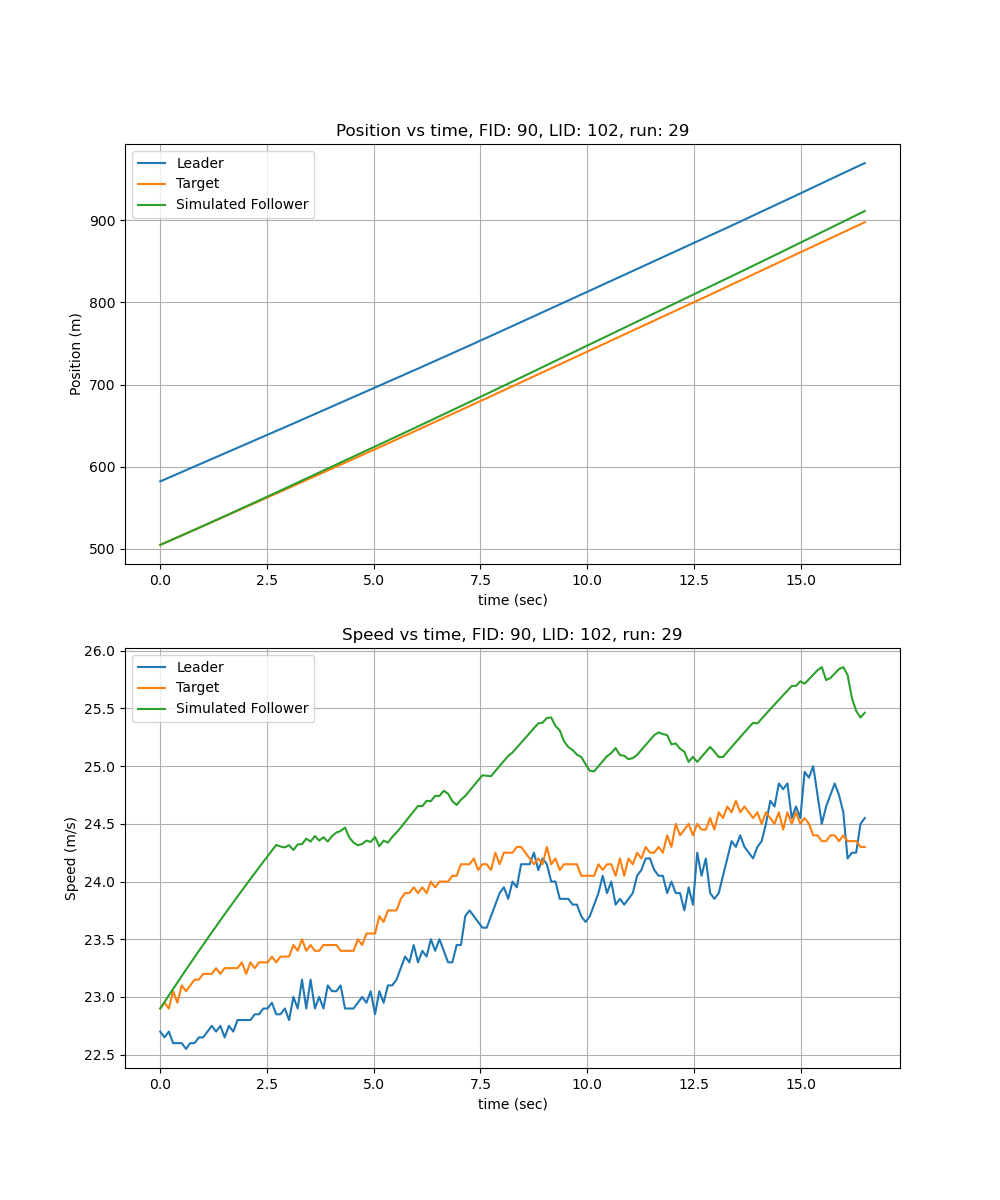 Position vs time, FID: 90, LID: 102, run: 29
Leader
Target
Simulated Follower
Position (m)
900
800
700
600
500
0.0 2.5 5.0 7.5 10.0 12.5 15.0
time (sec)
Speed vs time, FID: 90, LID: 102, run: 29
Leader
Target
Simulated Follower
Speed (m/s)
26.0
25.5
25.0
24.5
24.0
23.5
23.0
22.5
0.0 2.5 5.0 7.5 10.0 12.5 15.0
time (sec)